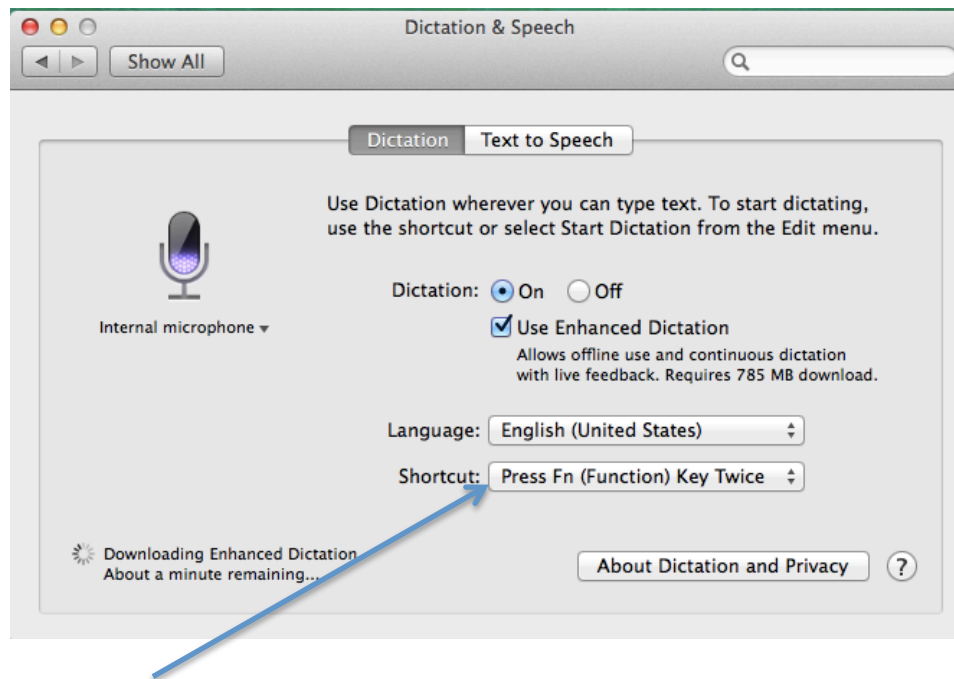 Dictation & Speech
Show All
Dictation Text to Speech
Use Dictation wherever you can type text. To start dictating,
use the shortcut or select Start Dictation from the Edit menu.
Dictation: On Off
Internal microphone
Use Enhanced Dictation
Allows offline use and continuous dictation
with live feedback. Requires 785 MB download.
Language: English (United States)
Shortcut: Press Fn (Function) Key Twice
Downloading Enhanced Dictation
About a minute remaining...
About Dictation and Privacy ?